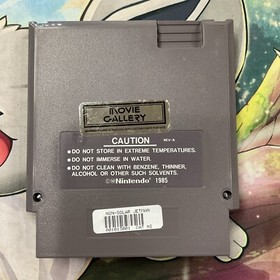 MOVIE
GALLERY
CAUTION
REV-A
• DO NOT STORE IN EXTREME TEMPERATURES.
• DO NOT IMMERSE IN WATER.
• DO NOT CLEAN WITH BENZENE, THINNER,
ALCOHOL OR OTHER SUCH SOLVENTS.
©®Nintendo® 1985